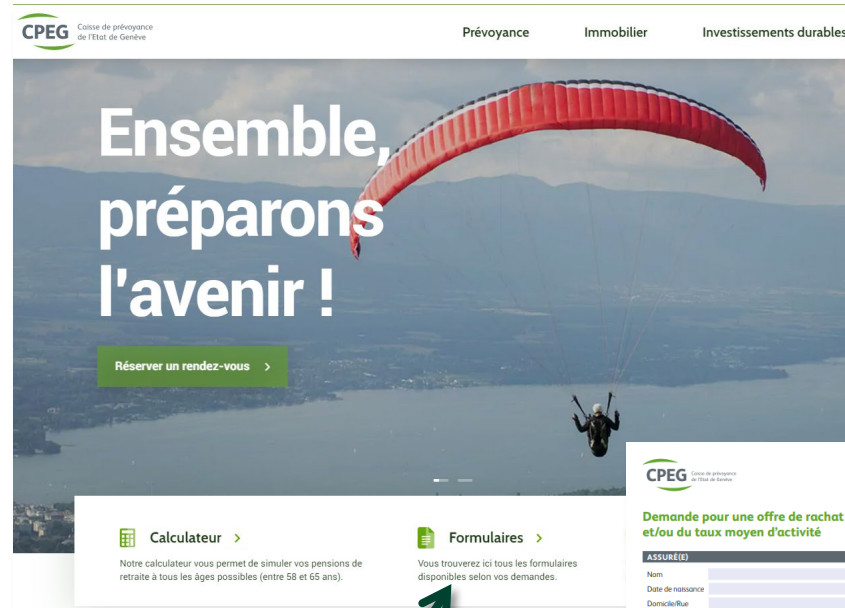 CPEG
Caisse de prévoyance
de l'Etat de Genève
Prévoyance
Immobilier
Investissements durables
Ensemble,
préparons
l'avenir !
Réserver un rendez-vous >
Calculateur >
Notre calculateur vous permet de simuler vos pensions de
retraite à tous les âges possibles (entre 58 et 65 ans).
Formulaires >
Vous trouverez ici tous les formulaires
disponibles selon vos demandes.
CPEG
Caisse de prévoyance
de l'Etat de Genève
Demande pour une offre de rachat
et/ou du taux moyen d'activité
ASSURÉ(E)
Nom
Date de naissance
Domicile/Rue